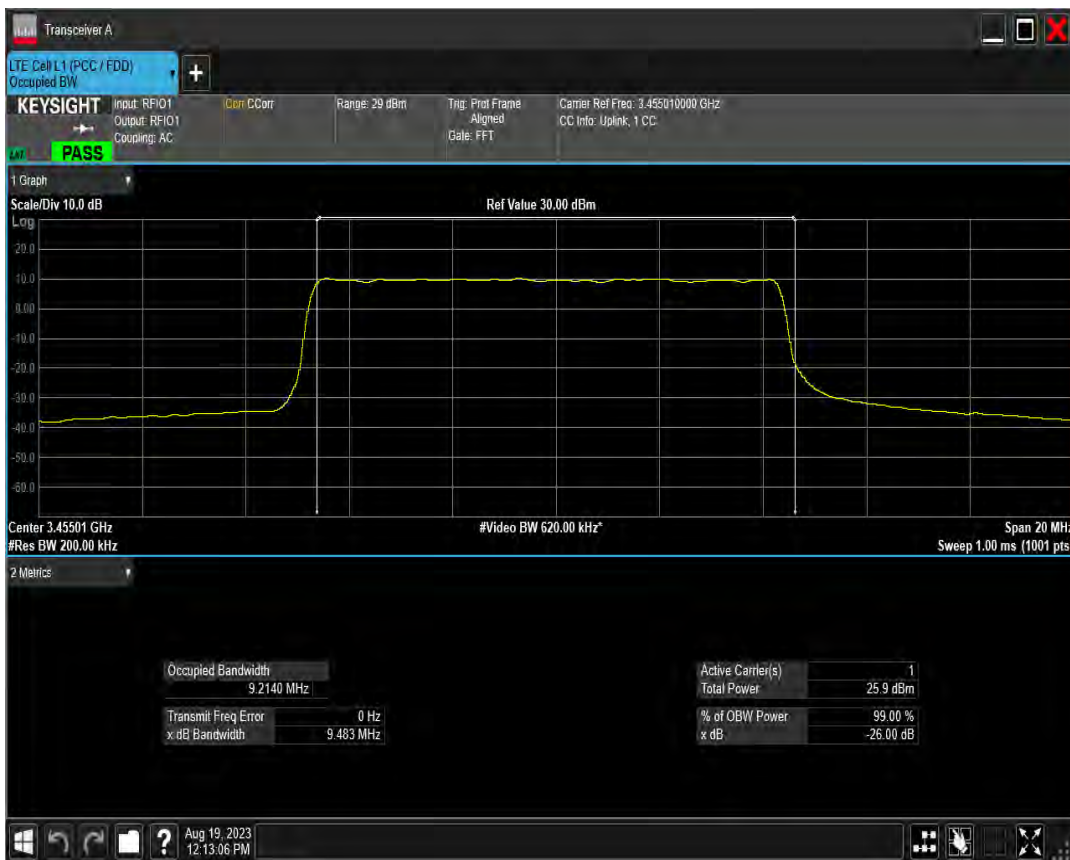 Transceiver A
LTE Cell L1 (PCC / FDD)
Occupied BW
+
KEYSIGHT
PASS
Input: RFIO1
Output: RFIO1
Coupling: AC
Corr CCorr
Range: 29 dBm
Trig: Prot Frame
Aligned
Gate: FFT
Carrier Ref Freq: 3.455010000 GHz
CC Info: Uplink, 1 CC
1 Graph
Scale/Div 10.0 dB
Ref Value 30.00 dBm
Log
20.0
10.0
0.00
-10.0
-20.0
-30.0
-40.0
-50.0
-60.0
Center 3.45501 GHz
#Video BW 620.00 kHz*
Span 20 MHz
#Res BW 200.00 kHz
Sweep 1.00 ms (1001 pts
2 Metrics
Occupied Bandwidth
9.2140 MHz
Transmit Freq Error 0 Hz
x dB Bandwidth 9.483 MHz
Active Carrier(s) 1
Total Power 25.9 dBm
% of OBW Power 99.00 %
x dB -26.00 dB
?
Aug 19, 2023
12:13:06 PM